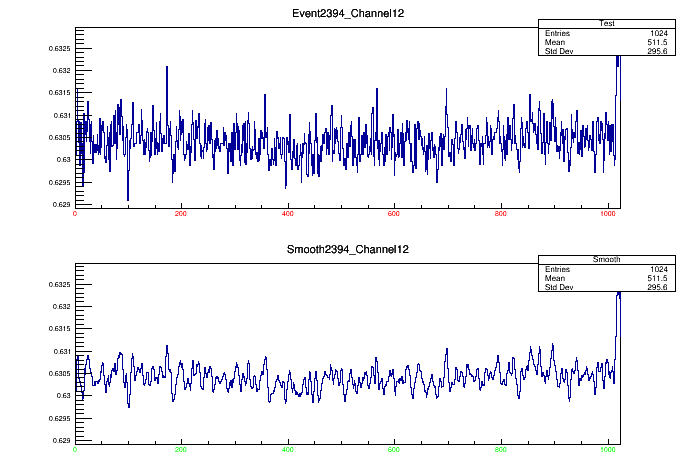 Event2394_Channel12
Test
Entries 1024
Mean 511.5
Std Dev 295.6
0.6325
0.632
0.6315
0.631
0.6305
0.63
0.6295
0.629
0 200 400 600 800 1000
Smooth2394_Channel12
Smooth
Entries 1024
Mean 511.5
Std Dev 295.6
0.6325
0.632
0.6315
0.631
0.6305
0.63
0.6295
0.629
0 200 400 600 800 1000